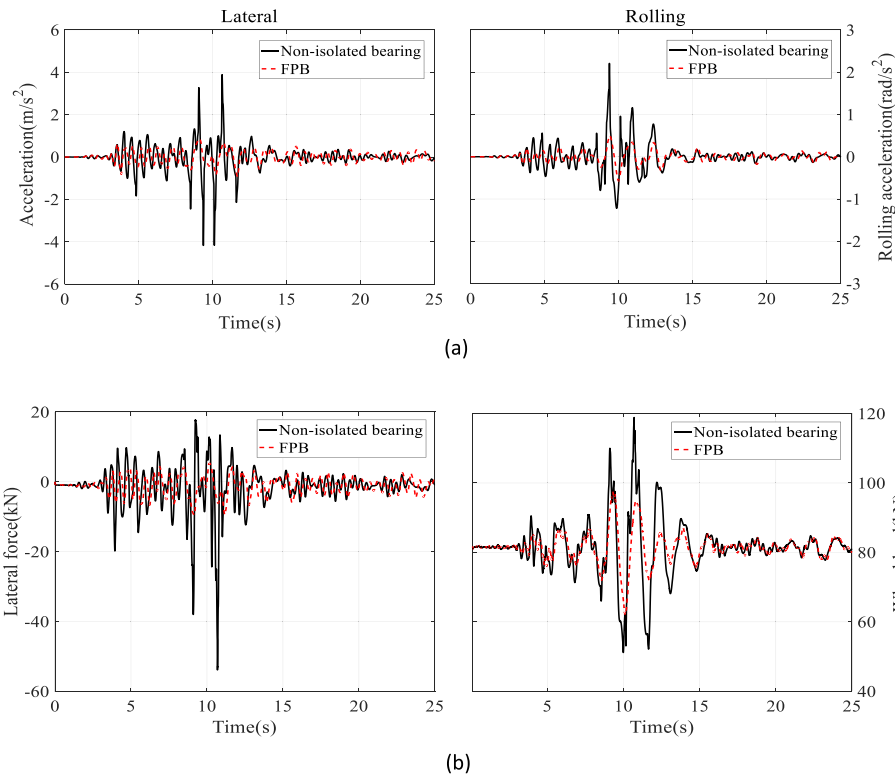 Lateral
Rolling
6
4
2
0
-2
-4
-6
Acceleration(m/s²)
Non-isolated bearing
FPB
0
5
10
15
20
25
Time(s)
Non-isolated bearing
FPB
3
2
1
0
-1
-2
-3
Rolling acceleration(rad/s²)
0
5
10
15
20
25
Time(s)
(a)
20
0
-20
-40
-60
Lateral force(kN)
Non-isolated bearing
FPB
0
5
10
15
20
25
Time(s)
Non-isolated bearing
FPB
120
100
80
60
40
5
10
15
20
25
Time(s)
(b)